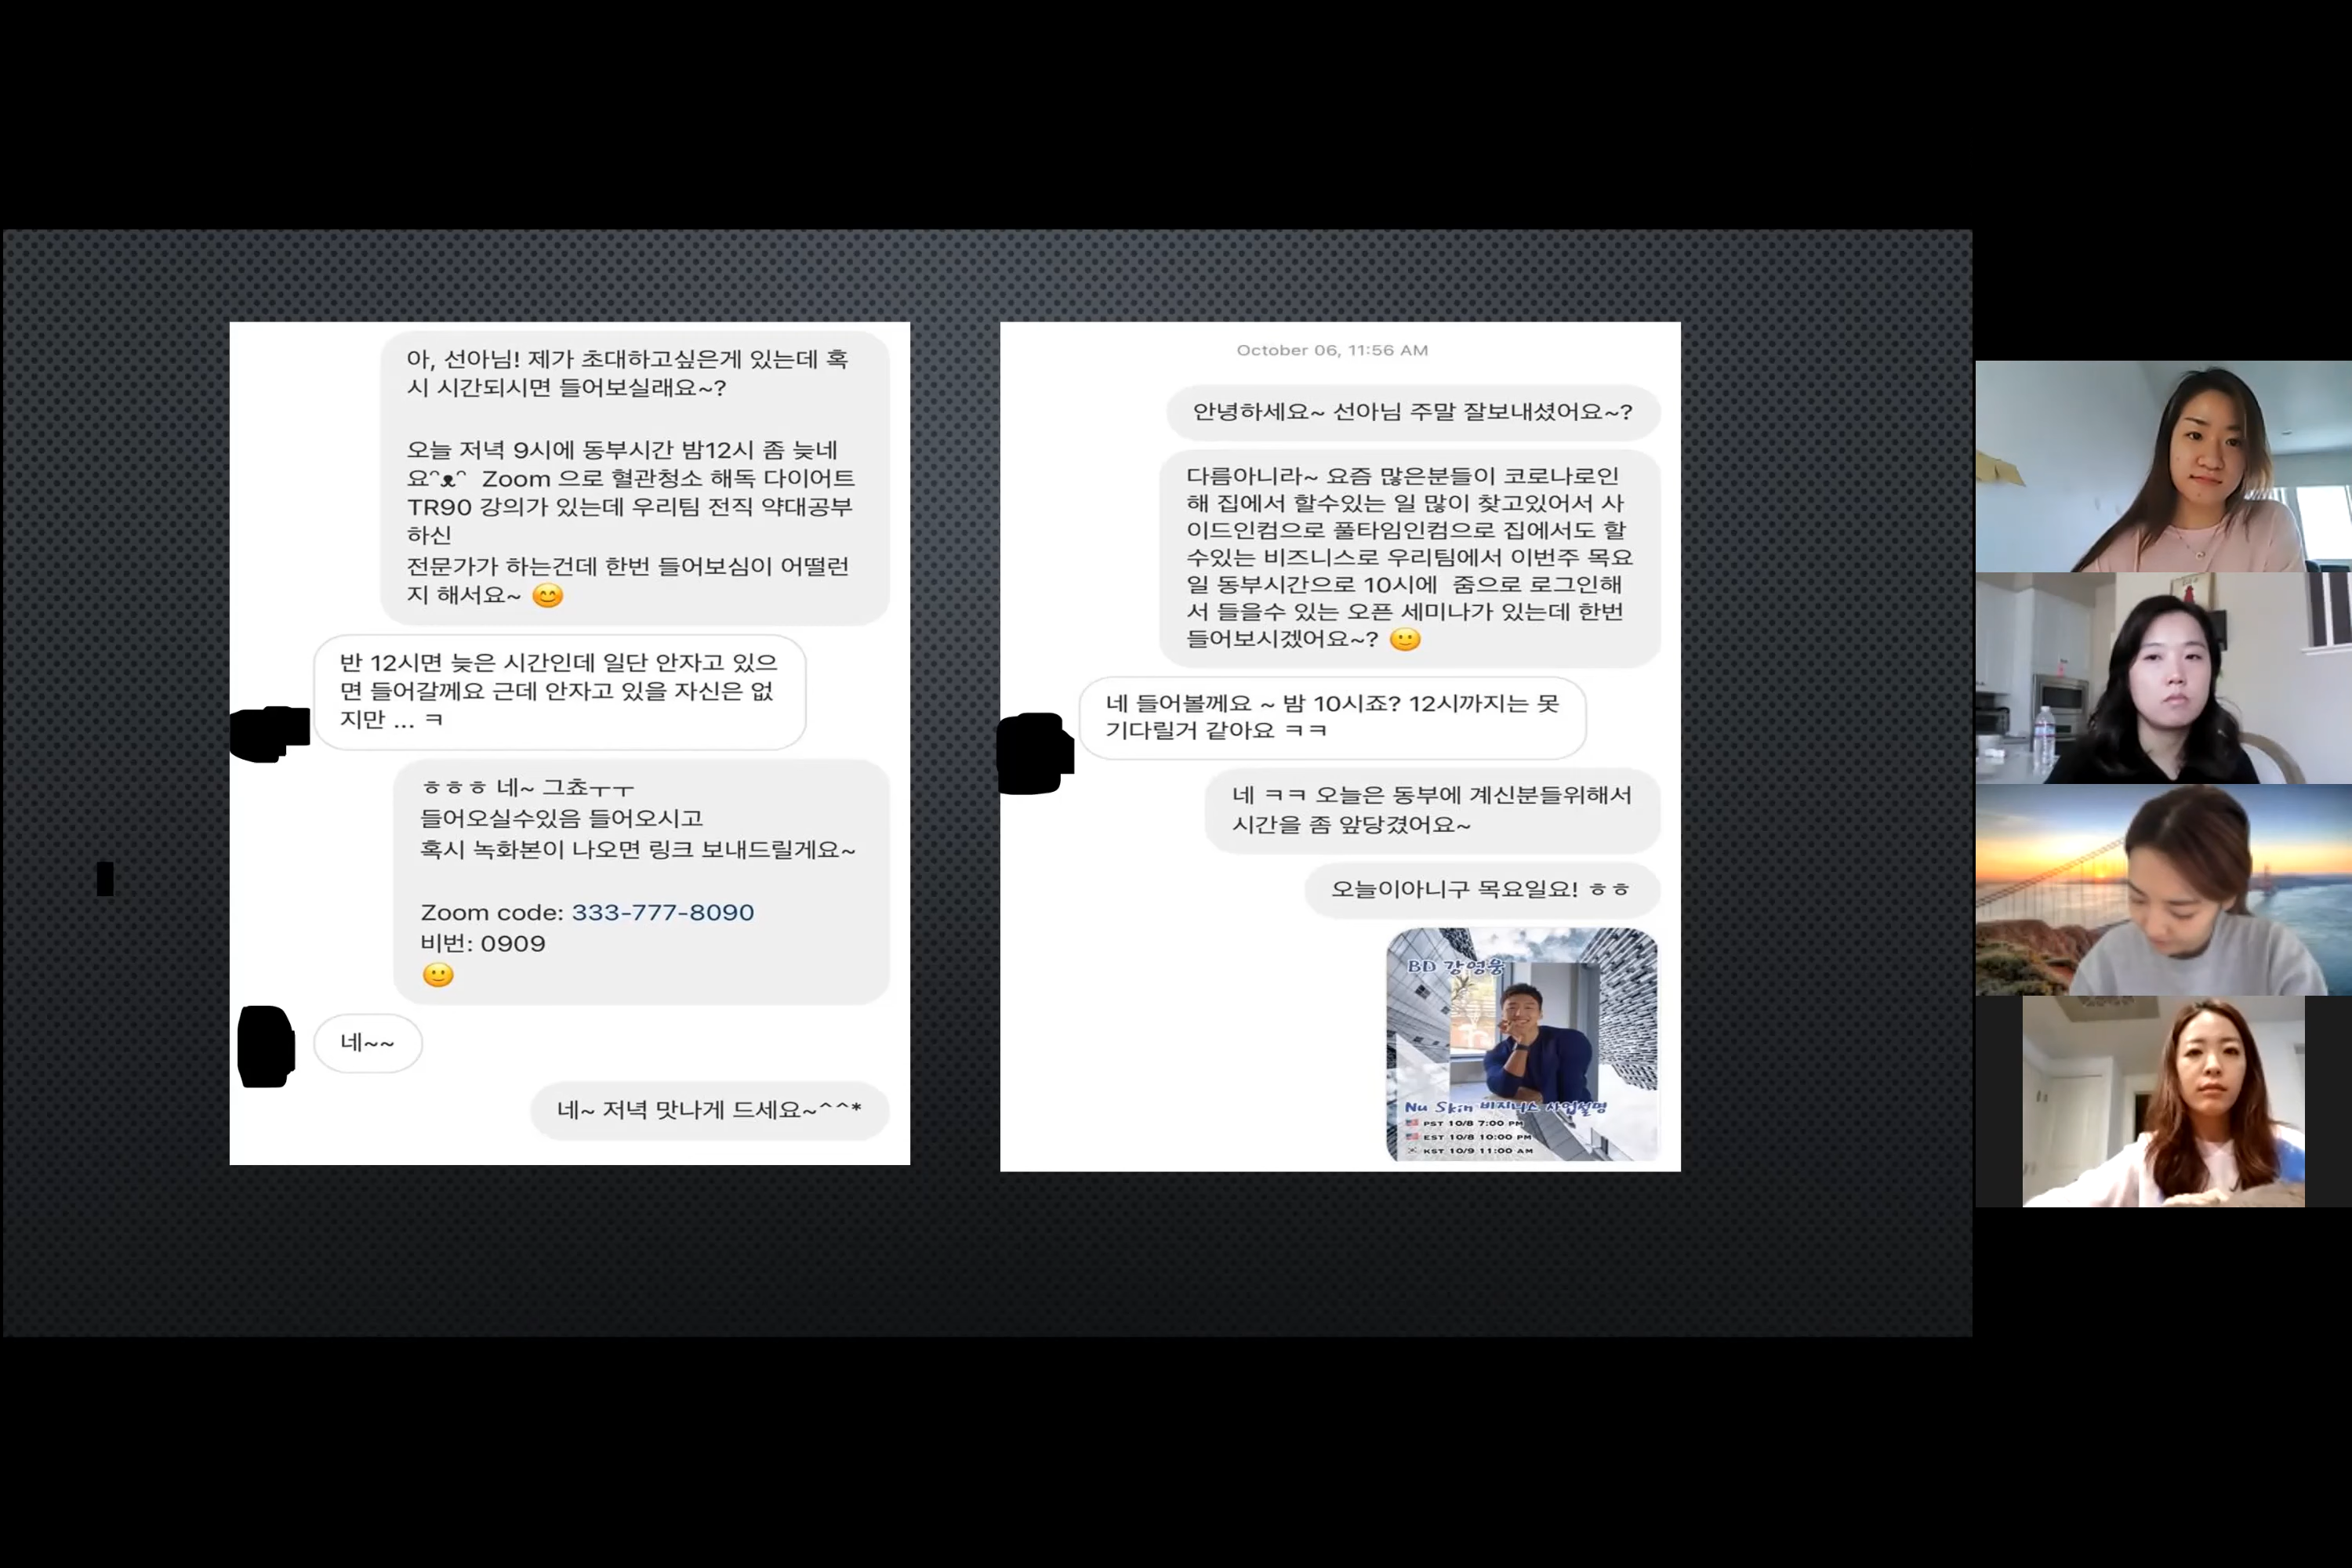 아, 선아님! 제가 초대하고싶은게 있는데 혹
시 시간되시면 들어보실래요~?
오늘 저녁 9시에 동부시간 밤12시 좀 늦네
요ᵔᴥᵔ Zoom 으로 혈관청소 해독 다이어트
TR90 강의가 있는데 우리팀 전직 약대공부
하신
전문가가 하는건데 한번 들어보심이 어떨런
지 해서요~ 😊
반 12시면 늦은 시간인데 일단 안자고 있으
면 들어갈께요 근데 안자고 있을 자신은 없
지만 ... ㅋ
ㅎㅎㅎ 네~ 그쵸ㅜㅜ
들어오실수있음 들어오시고
혹시 녹화본이 나오면 링크 보내드릴게요~
Zoom code: 333-777-8090
비번: 0909
🙂
네~~
네~ 저녁 맛나게 드세요~^^*
October 06, 11:56 AM
안녕하세요~ 선아님 주말 잘보내셨어요~?
다름아니라~ 요즘 많은분들이 코로나로인
해 집에서 할수있는 일 많이 찾고있어서 사
이드인컴으로 풀타임인컴으로 집에서도 할
수있는 비즈니스로 우리팀에서 이번주 목요
일 동부시간으로 10시에 줌으로 로그인해
서 들을수 있는 오픈 세미나가 있는데 한번
들어보시겠어요~? 🙂
네 들어볼께요 ~ 밤 10시죠? 12시까지는 못
기다릴거 같아요 ㅋㅋ
네 ㅋㅋ 오늘은 동부에 계신분들위해서
시간을 좀 앞당겼어요~
오늘이아니구 목요일요! ㅎㅎ
BD 강영웅
Nu Skin 비지니스 사업설명
PST 10/8 7:00 PM
EST 10/8 10:00 PM
KST 10/9 11:00 AM